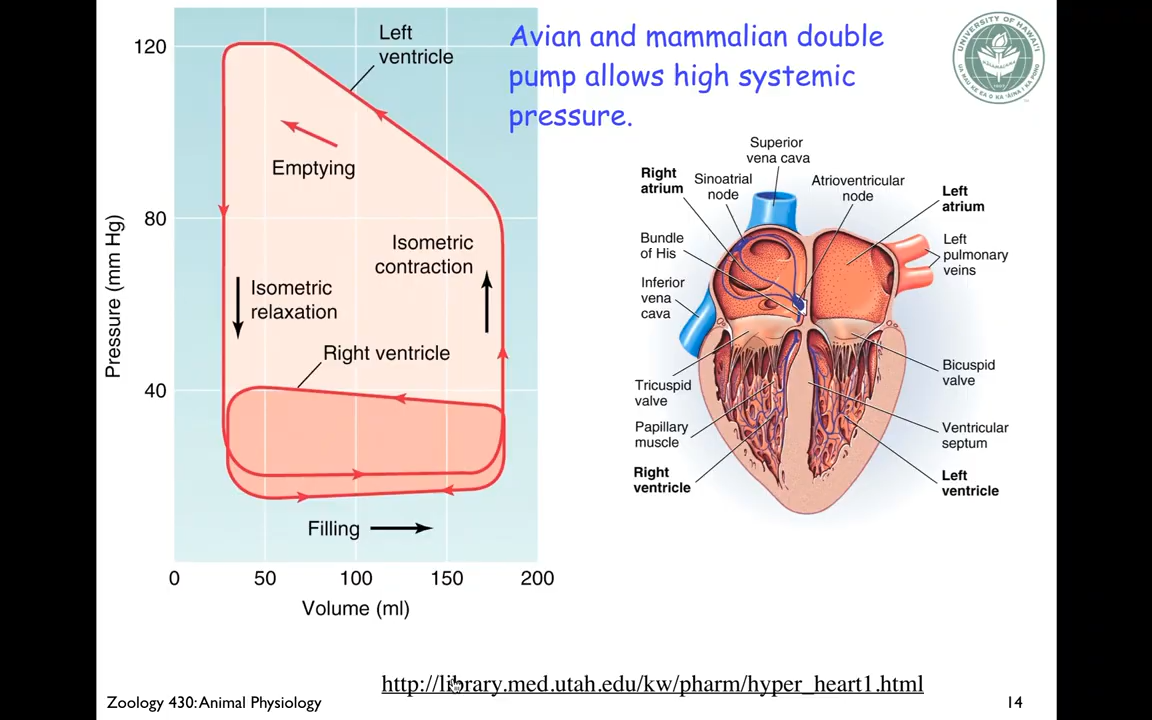 Avian and mammalian double
pump allows high systemic
pressure.
UNIVERSITY OF HAWAI'I
1907
120
80
40
Pressure (mm Hg)
0
50
100
150
200
Volume (ml)
Left
ventricle
Emptying
Isometric
contraction
Isometric
relaxation
Right ventricle
Filling
Superior
vena cava
Right
atrium
Sinoatrial
node
Atrioventricular
node
Left
atrium
Bundle
of His
Left
pulmonary
veins
Inferior
vena
cava
Tricuspid
valve
Bicuspid
valve
Papillary
muscle
Ventricular
septum
Right
ventricle
Left
ventricle
http://library.med.utah.edu/kw/pharm/hyper_heart1.html
Zoology 430: Animal Physiology
14